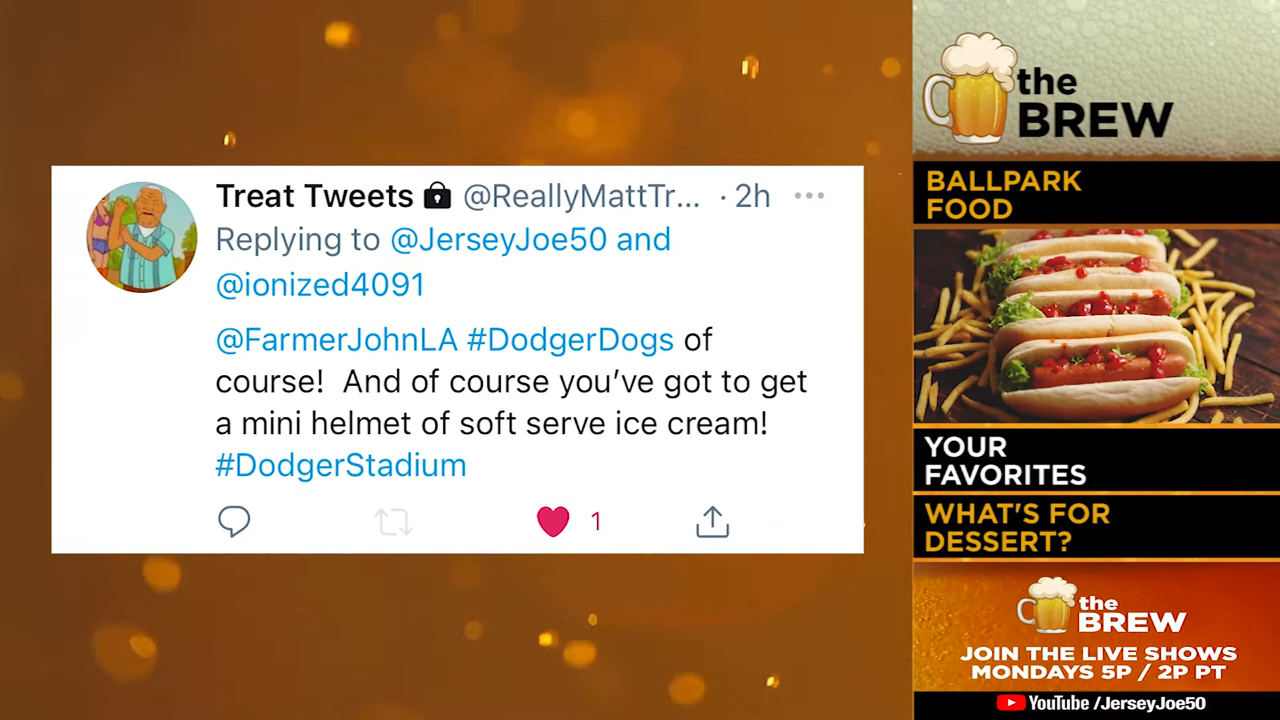 Treat Tweets @ReallyMattTr... · 2h
Replying to @JerseyJoe50 and
@ionized4091
@FarmerJohnLA #DodgerDogs of
course!  And of course you’ve got to get
a mini helmet of soft serve ice cream!
#DodgerStadium
1
the
BREW
BALLPARK
FOOD
YOUR
FAVORITES
WHAT'S FOR
DESSERT?
the
BREW
JOIN THE LIVE SHOWS
MONDAYS 5P / 2P PT
YouTube /JerseyJoe50